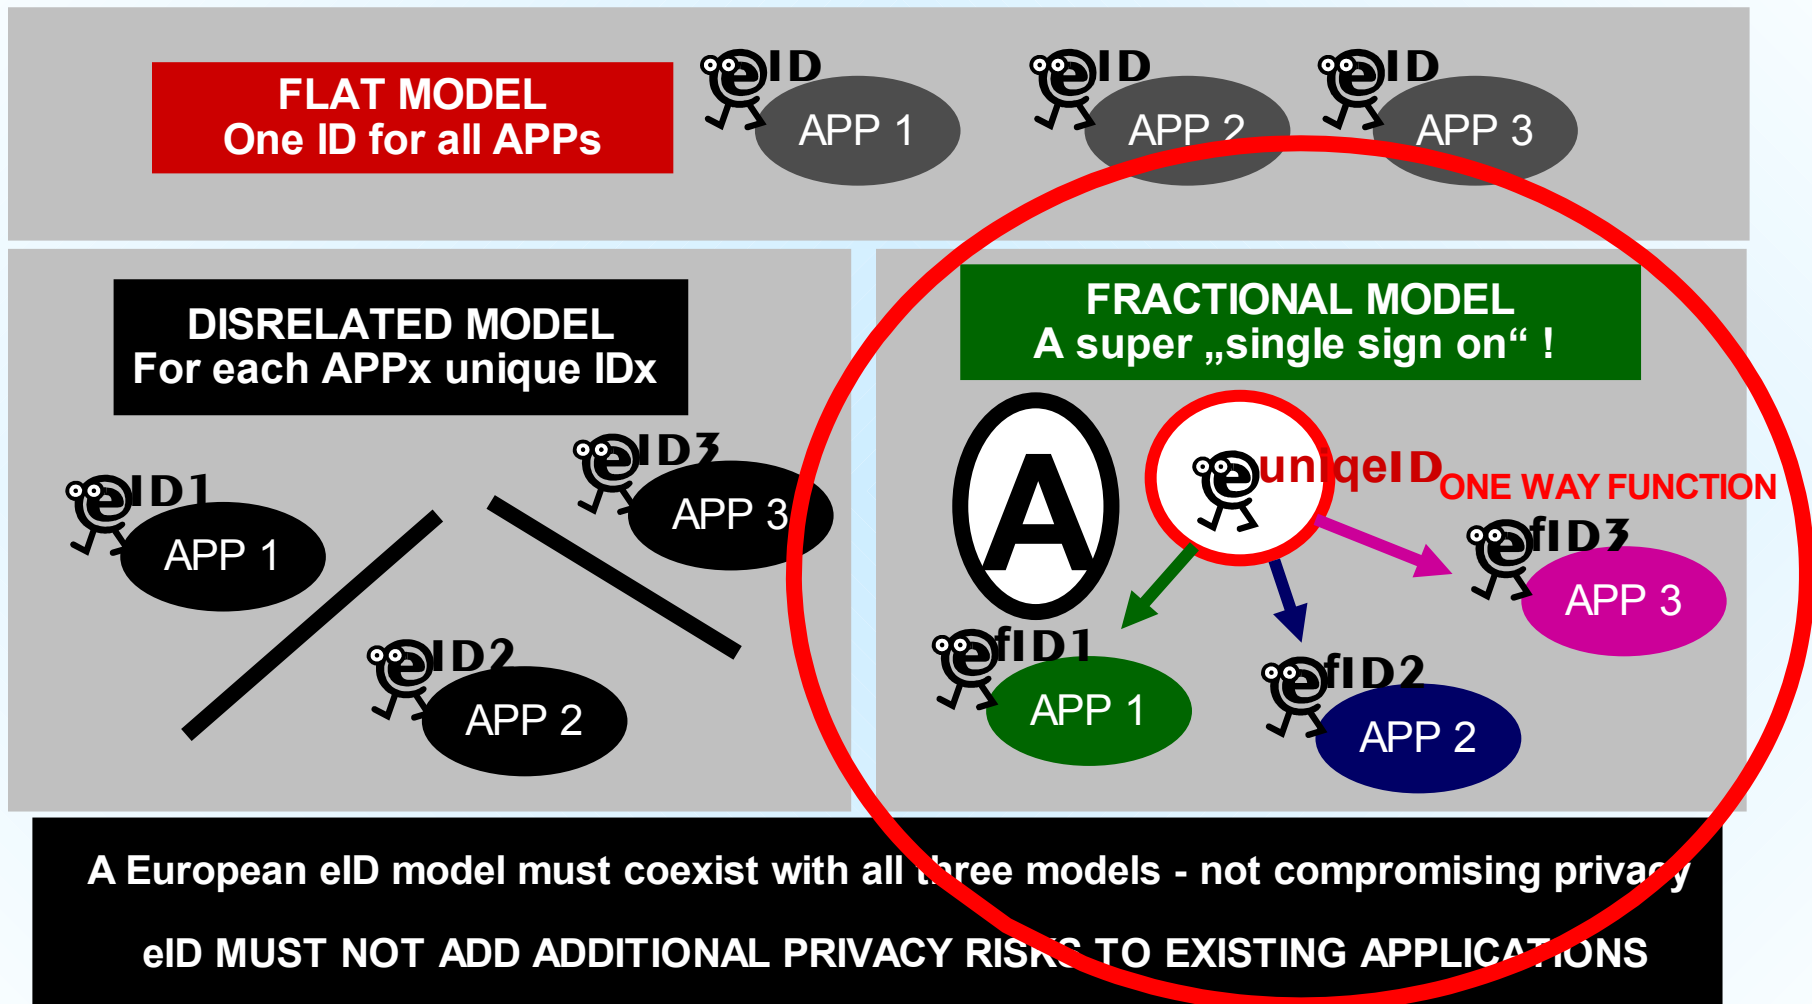 FLAT MODEL
One ID for all APPs
eID
APP 1
eID
APP 2
eID
APP 3
DISRELATED MODEL
For each APPx unique IDx
eID1
APP 1
eID2
APP 2
eID3
APP 3
FRACTIONAL MODEL
A super „single sign on“ !
A
e uniqeID
ONE WAY FUNCTION
efID1
APP 1
efID2
APP 2
efID3
APP 3
A European eID model must coexist with all three models - not compromising privacy
eID MUST NOT ADD ADDITIONAL PRIVACY RISKS TO EXISTING APPLICATIONS